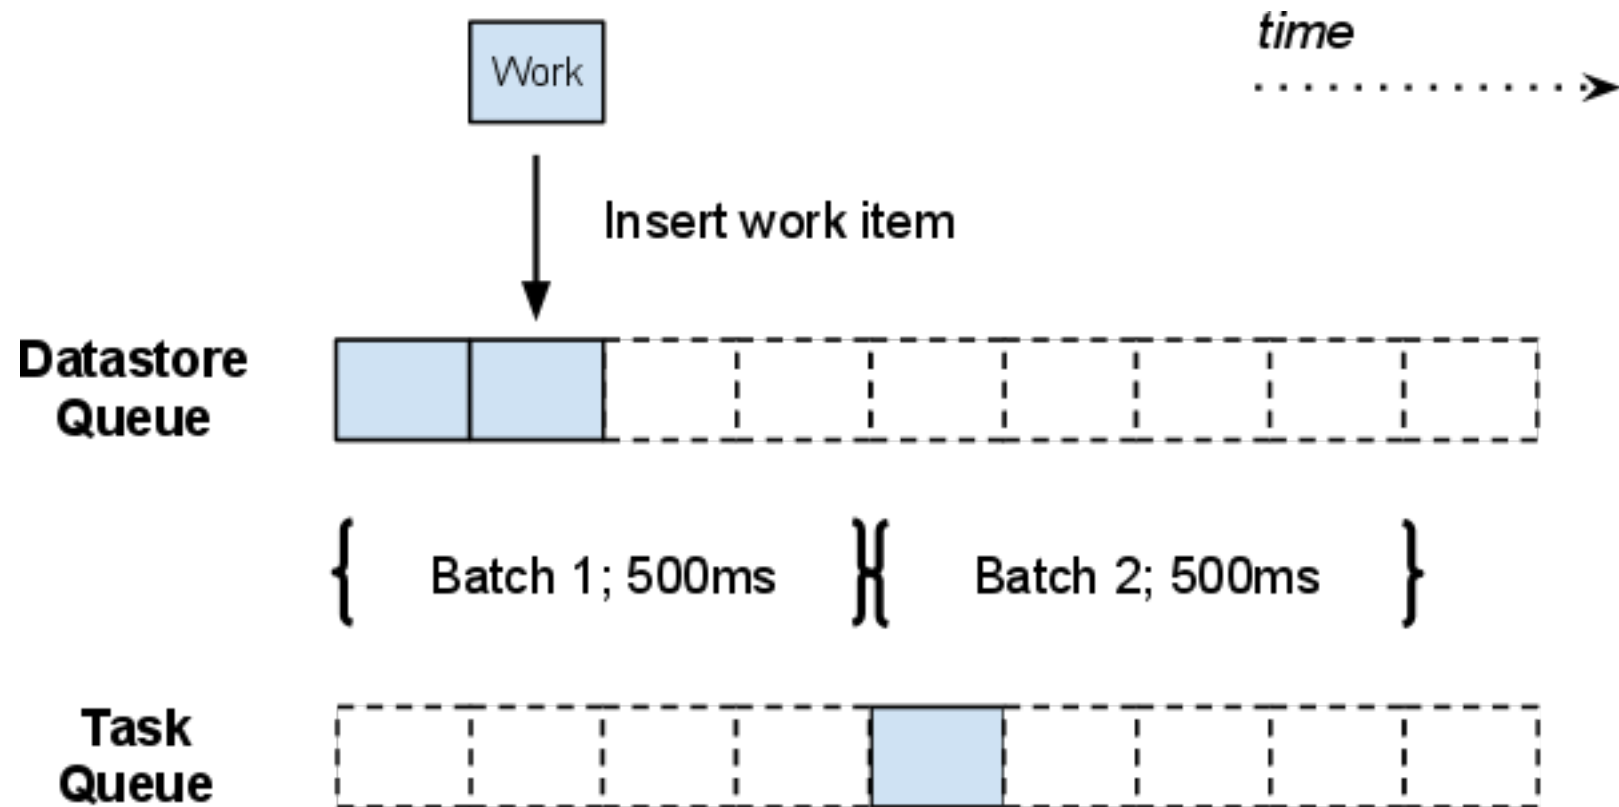 time
Work
Insert work item
Datastore
Queue
Batch 1; 500ms
Batch 2; 500ms
Task
Queue